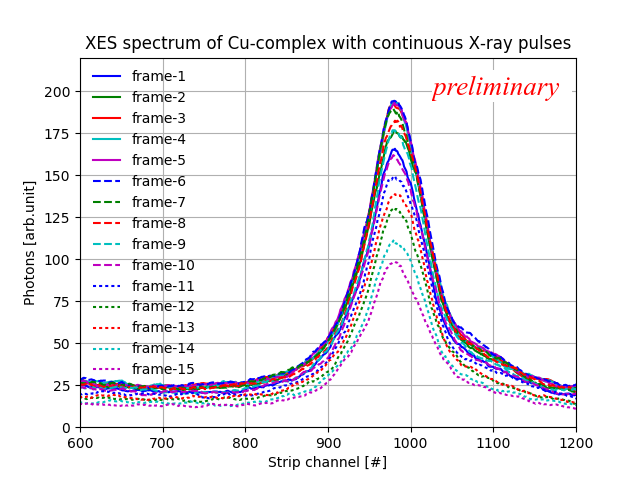 XES spectrum of Cu-complex with continuous X-ray pulses
preliminary
frame-1
frame-2
frame-3
frame-4
frame-5
frame-6
frame-7
frame-8
frame-9
frame-10
frame-11
frame-12
frame-13
frame-14
frame-15
Photons [arb.unit]
200
175
150
125
100
75
50
25
0
600 700 800 900 1000 1100 1200
Strip channel [#]